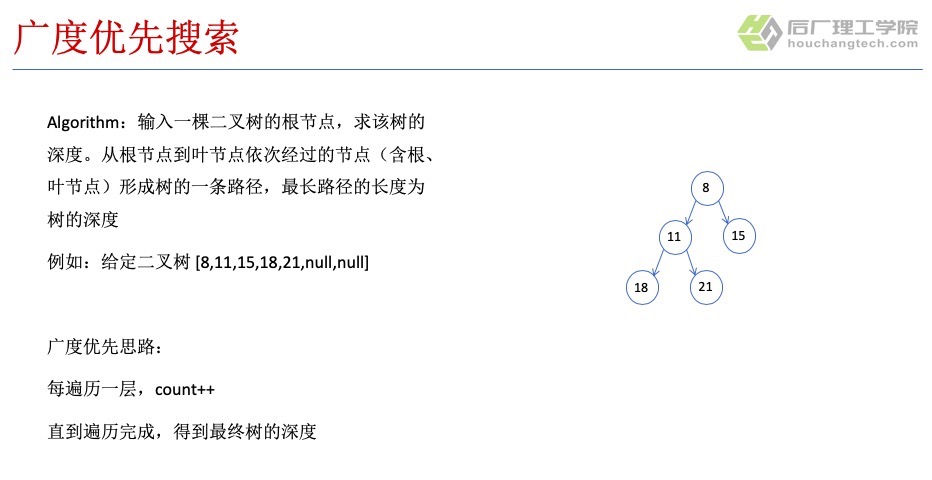 广度优先搜索
后厂理工学院
houchangtech.com
Algorithm：输入一棵二叉树的根节点，求该树的
深度。从根节点到叶节点依次经过的节点（含根、
叶节点）形成树的一条路径，最长路径的长度为
树的深度
例如：给定二叉树 [8,11,15,18,21,null,null]
广度优先思路：
每遍历一层，count++
直到遍历完成，得到最终树的深度
8
11
15
18
21